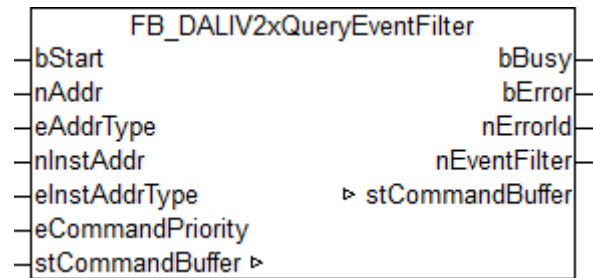 FB_DALIV2xQueryEventFilter
bStart bBusy
nAddr bError
eAddrType nErrorId
nInstAddr nEventFilter
eInstAddrType ▹ stCommandBuffer
eCommandPriority
stCommandBuffer ▹